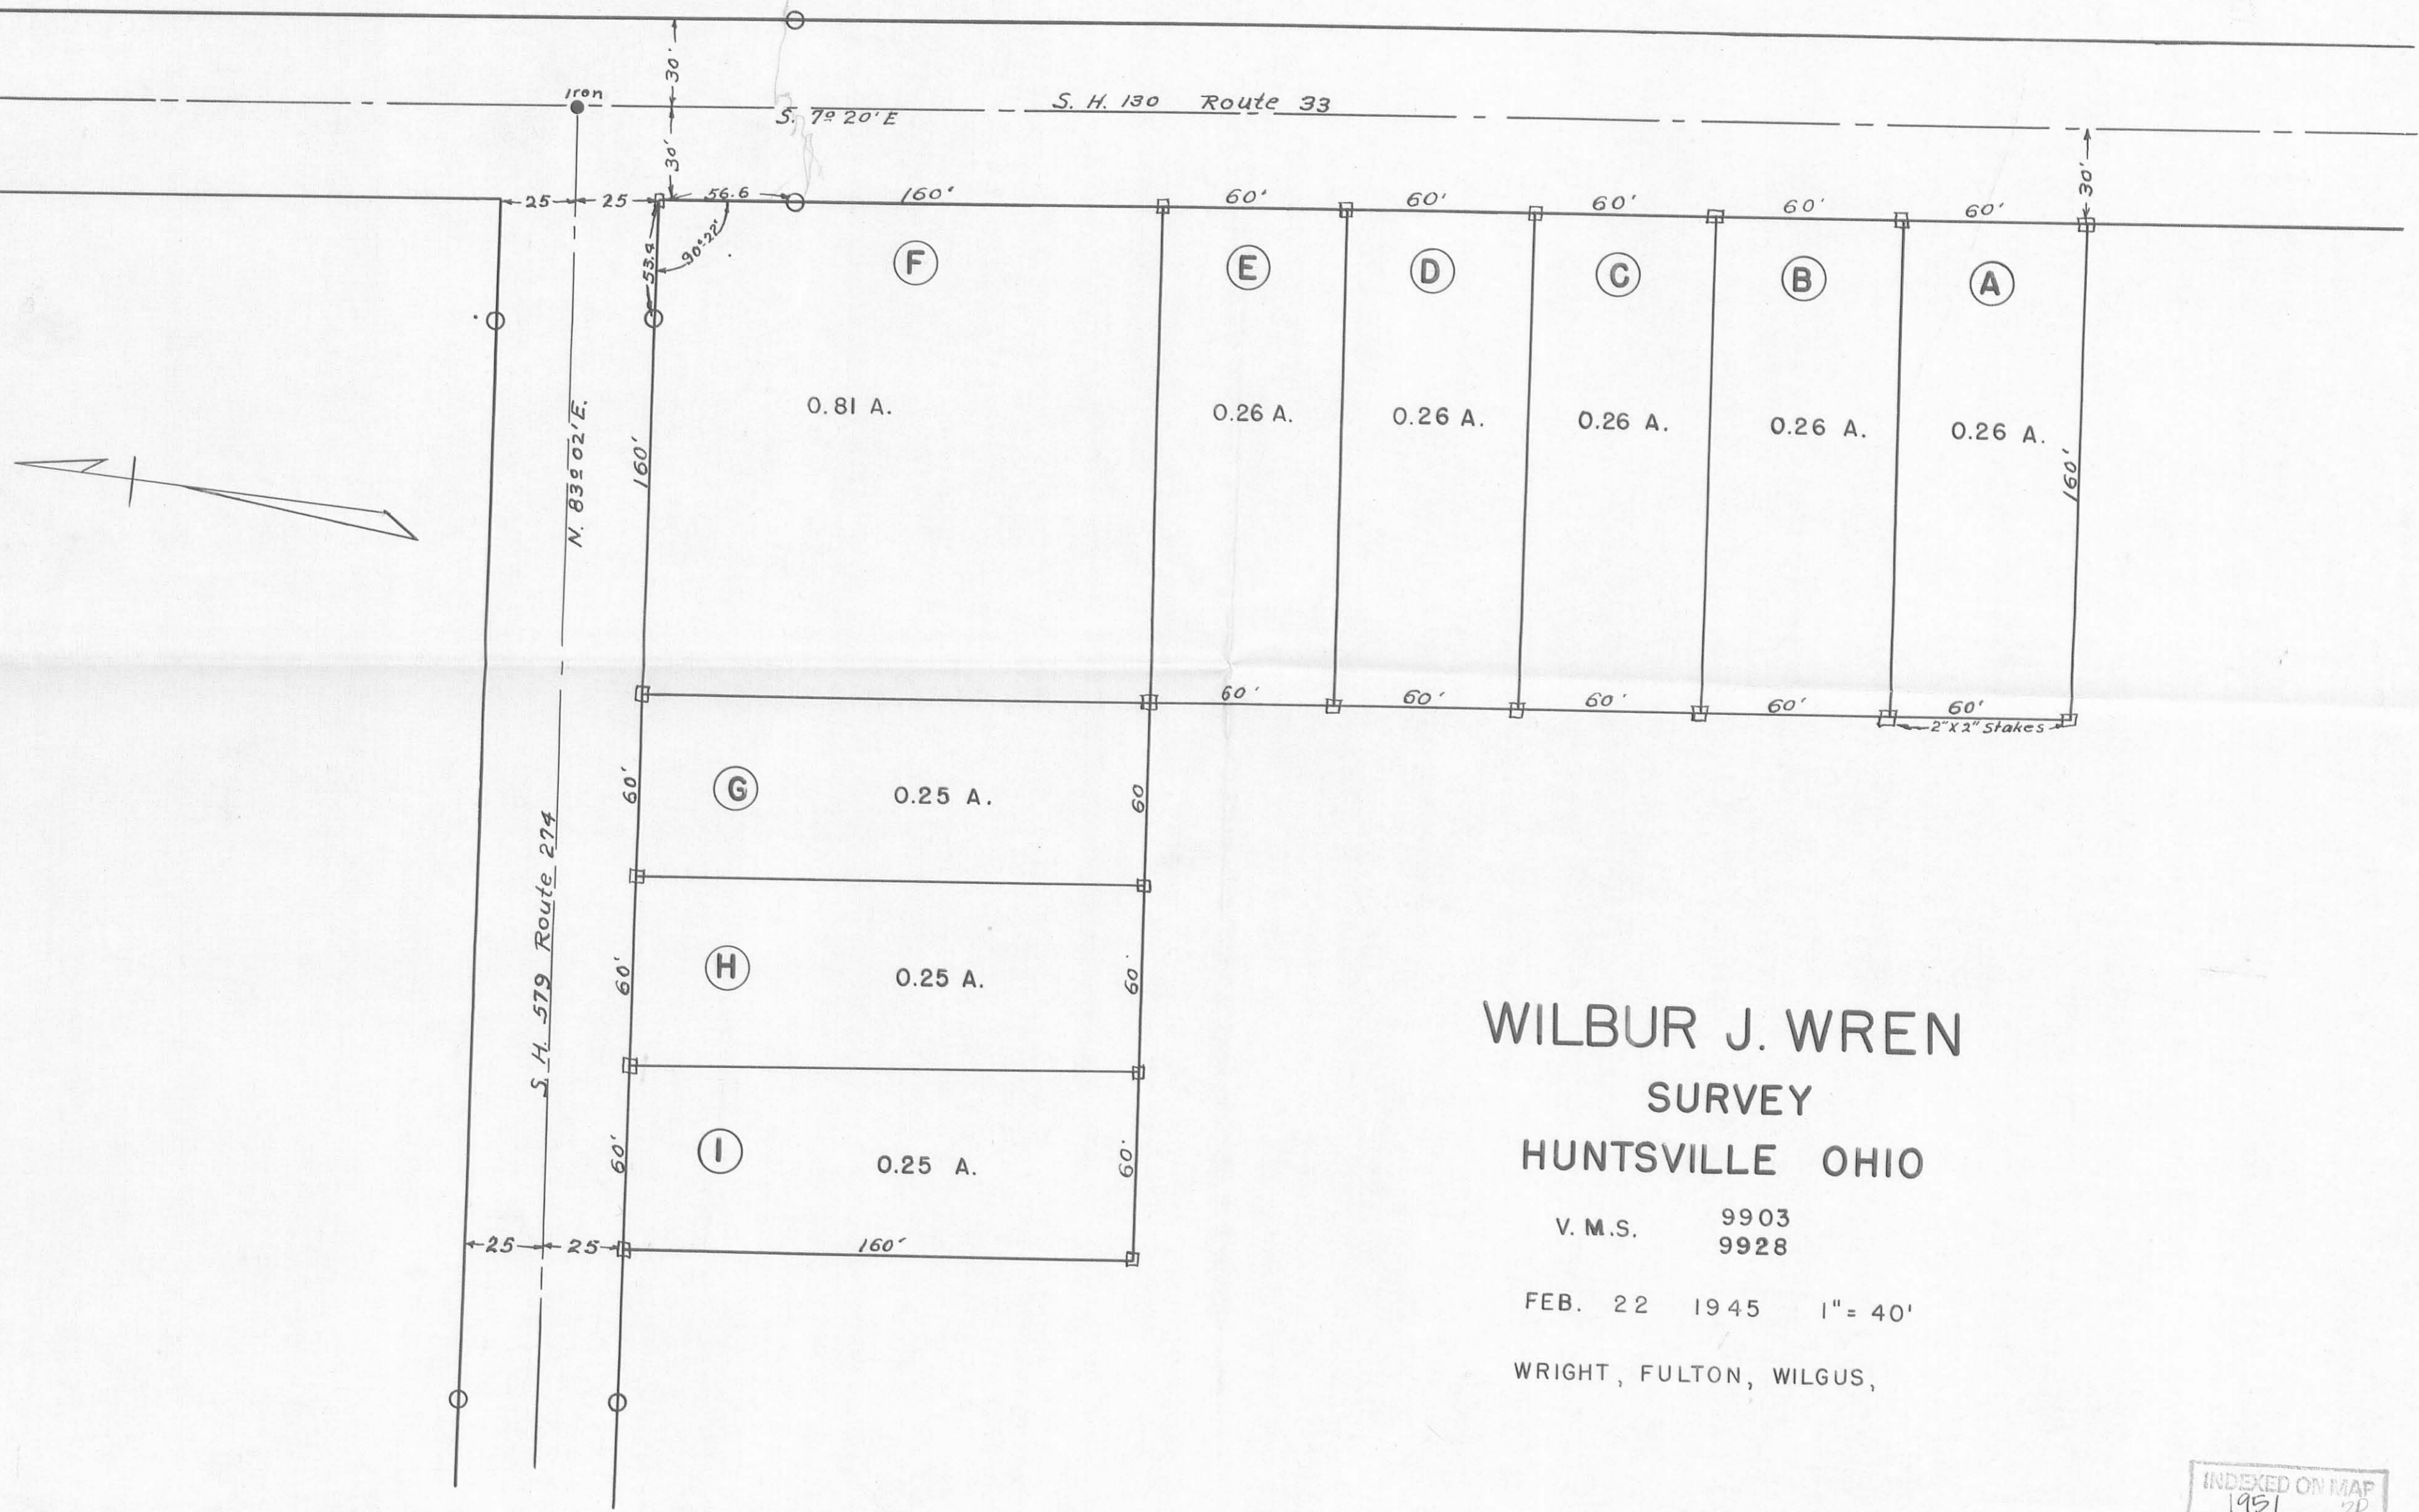 30'
Iron
S. H. 130 Route 33
S. 7º 20' E
30'
30'
25 25 56.6 160' 60' 60' 60' 60' 60'
53.4
90°22'
F E D C B A
0.81 A. 0.26 A. 0.26 A. 0.26 A. 0.26 A. 0.26 A.
N. 83º 02' E.
160'
160'
60' 60' 60' 60' 60'
2"X2" Stakes
60' G 0.25 A. 60
S. H. 579 Route 274
60' H 0.25 A. 60'
60' I 0.25 A. 60'
25 25 160'
WILBUR J. WREN
SURVEY
HUNTSVILLE OHIO
V. M. S. 9903
9928
FEB. 22 1945 1" = 40'
WRIGHT, FULTON, WILGUS,
INDEXED ON MAP
1951